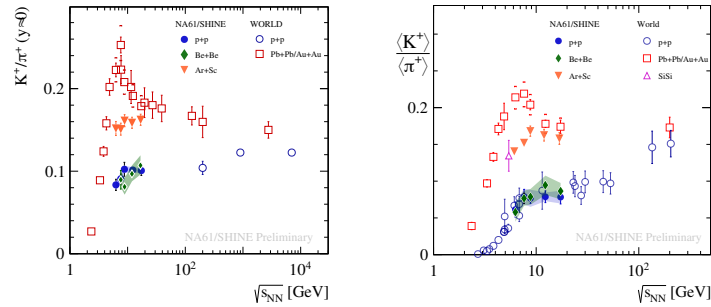 K⁺/π⁺ (y≈0)
NA61/SHINE WORLD
p+p p+p
Be+Be Pb+Pb/Au+Au
Ar+Sc
0.2
0.1
0
NA61/SHINE Preliminary
1 10 10² 10³ 10⁴
√sNN [GeV]
⟨K⁺⟩
⟨π⁺⟩
NA61/SHINE World
p+p p+p
Be+Be Pb+Pb/Au+Au
Ar+Sc SiSi
0.2
0.1
0
NA61/SHINE Preliminary
1 10 10²
√sNN [GeV]